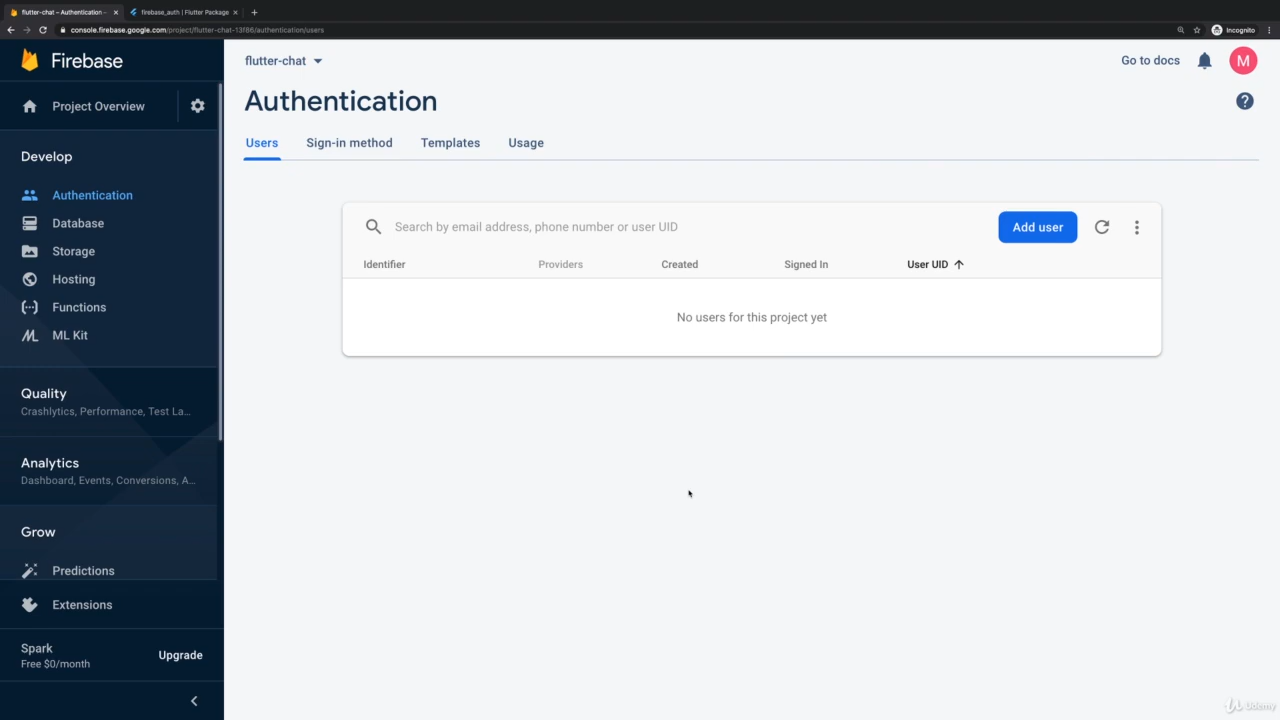 flutter-chat – Authentication –
firebase_auth | Flutter Package
console.firebase.google.com/project/flutter-chat-13f86/authentication/users
Incognito
Firebase
flutter-chat
Go to docs
M
Project Overview
Authentication
?
Users
Sign-in method
Templates
Usage
Develop
Authentication
Database
Storage
Hosting
Functions
ML Kit
Search by email address, phone number or user UID
Add user
Identifier
Providers
Created
Signed In
User UID
No users for this project yet
Quality
Crashlytics, Performance, Test La...
Analytics
Dashboard, Events, Conversions, A...
Grow
Predictions
Extensions
Spark
Free $0/month
Upgrade
Udemy